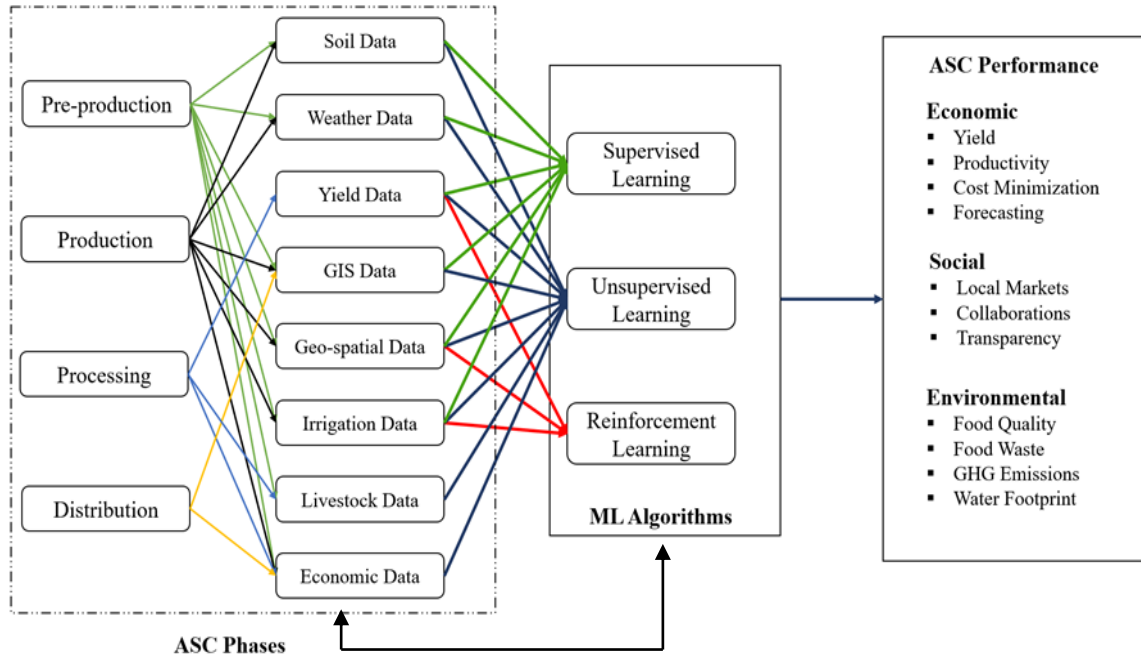 Pre-production
Production
Processing
Distribution
Soil Data
Weather Data
Yield Data
GIS Data
Geo-spatial Data
Irrigation Data
Livestock Data
Economic Data
ASC Phases
Supervised
Learning
Unsupervised
Learning
Reinforcement
Learning
ML Algorithms
ASC Performance
Economic
▪ Yield
▪ Productivity
▪ Cost Minimization
▪ Forecasting
Social
▪ Local Markets
▪ Collaborations
▪ Transparency
Environmental
▪ Food Quality
▪ Food Waste
▪ GHG Emissions
▪ Water Footprint